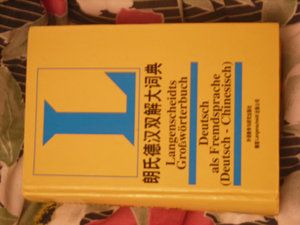 L
朗氏德汉双解大词典
Langenscheidts
Großwörterbuch
Deutsch
als Fremdsprache
(Deutsch - Chinesisch)